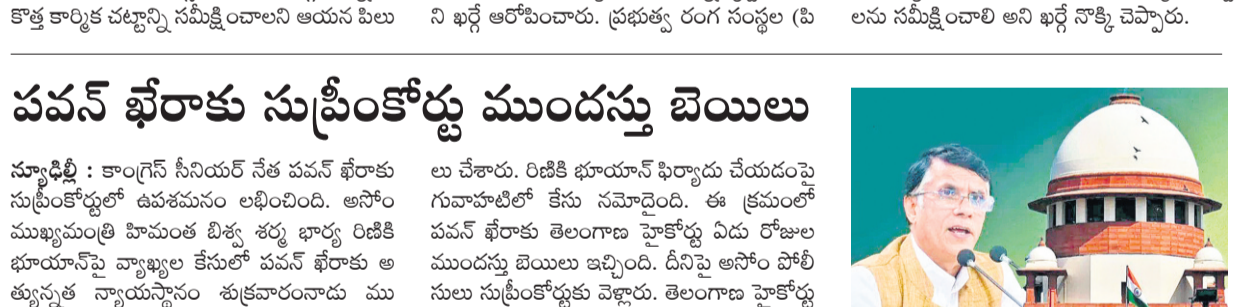 కొత్త కార్మిక చట్టాన్ని సమీక్షించాలని ఆయన పిలు
ని ఖర్గే ఆరోపించారు. ప్రభుత్వ రంగ సంస్థల (పి
లను సమీక్షించాలి అని ఖర్గే నొక్కి చెప్పారు.
పవన్ ఖేరాకు సుప్రీంకోర్టు ముందస్తు బెయిలు
న్యూఢిల్లీ : కాంగ్రెస్ సీనియర్ నేత పవన్ ఖేరాకు
సుప్రీంకోర్టులో ఉపశమనం లభించింది. అసోం
ముఖ్యమంత్రి హిమంత బిశ్వ శర్మ భార్య రిణికి
భూయాన్‌పై వ్యాఖ్యల కేసులో పవన్ ఖేరాకు అ
త్యున్నత న్యాయస్థానం శుక్రవారంనాడు ము
లు చేశారు. రిణికి భూయాన్ ఫిర్యాదు చేయడంపై
గువాహటిలో కేసు నమోదైంది. ఈ క్రమంలో
పవన్ ఖేరాకు తెలంగాణ హైకోర్టు ఏడు రోజుల
ముందస్తు బెయిలు ఇచ్చింది. దీనిపై అసోం పోలీ
సులు సుప్రీంకోర్టుకు వెళ్లారు. తెలంగాణ హైకోర్టు